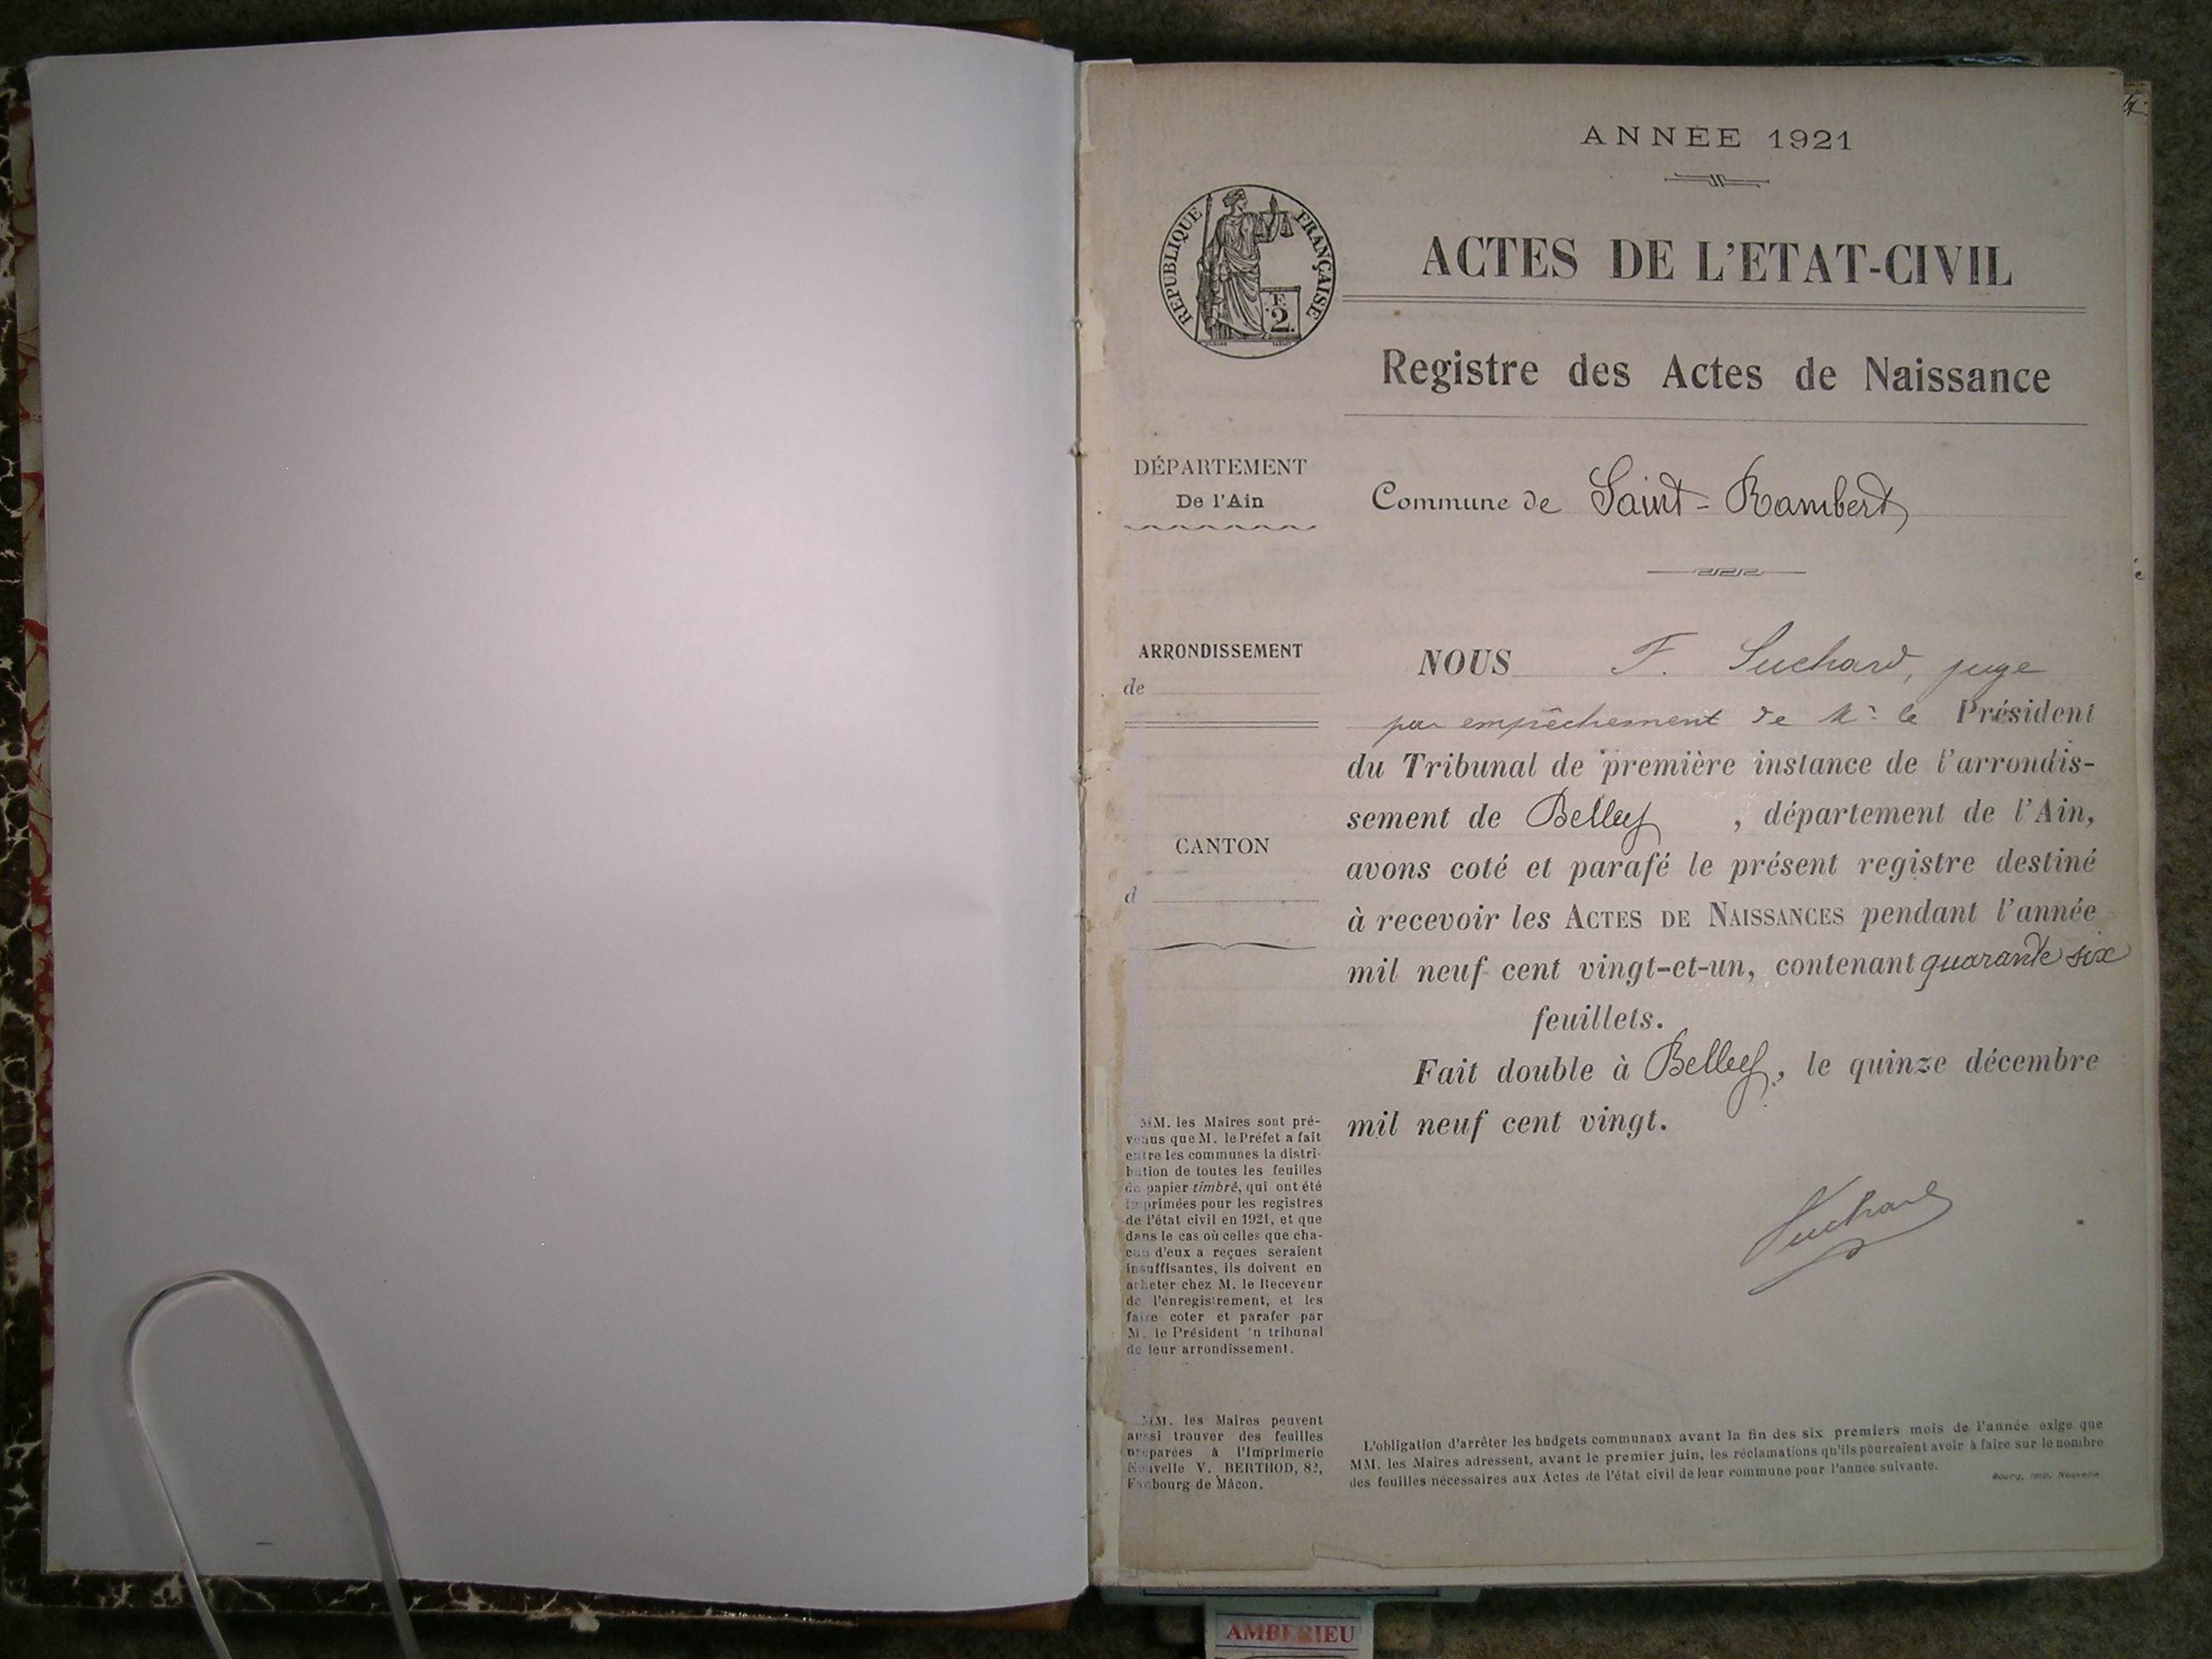 ANNÉE 1921
RÉPUBLIQUE FRANÇAISE
F.
2.
ACTES DE L'ETAT-CIVIL
Registre des Actes de Naissance
DÉPARTEMENT
De l'Ain
Commune de Saint-Rambert
ARRONDISSEMENT
de
CANTON
d
NOUS F. Suchard, juge
par empêchement de Mr le Président
du Tribunal de première instance de l'arrondis-
sement de Belley , département de l'Ain,
avons coté et parafé le présent registre destiné
à recevoir les ACTES DE NAISSANCES pendant l'année
mil neuf cent vingt-et-un, contenant quarante six
feuillets.
Fait double à Belley, le quinze décembre
mil neuf cent vingt.
Suchard
MM. les Maires sont pré-
venus que M. le Préfet a fait
entre les communes la distri-
bution de toutes les feuilles
de papier timbré, qui ont été
imprimées pour les registres
de l'état civil en 1921, et que
dans le cas où celles que cha-
cun d'eux a reçues seraient
insuffisantes, ils doivent en
acheter chez M. le Receveur
de l'enregistrement, et les
faire coter et parafer par
M. le Président 'u tribunal
de leur arrondissement.
MM. les Maires peuvent
aussi trouver des feuilles
préparées à l'Imprimerie
Nouvelle V. BERTHOD, 82,
Faubourg de Mâcon.
L'obligation d'arrêter les budgets communaux avant la fin des six premiers mois de l'année exige que
MM. les Maires adressent, avant le premier juin, les réclamations qu'ils pourraient avoir à faire sur le nombre
des feuilles nécessaires aux Actes de l'état civil de leur commune pour l'année suivante.
Bourg, Imp. Nouvelle
AMBERIEU